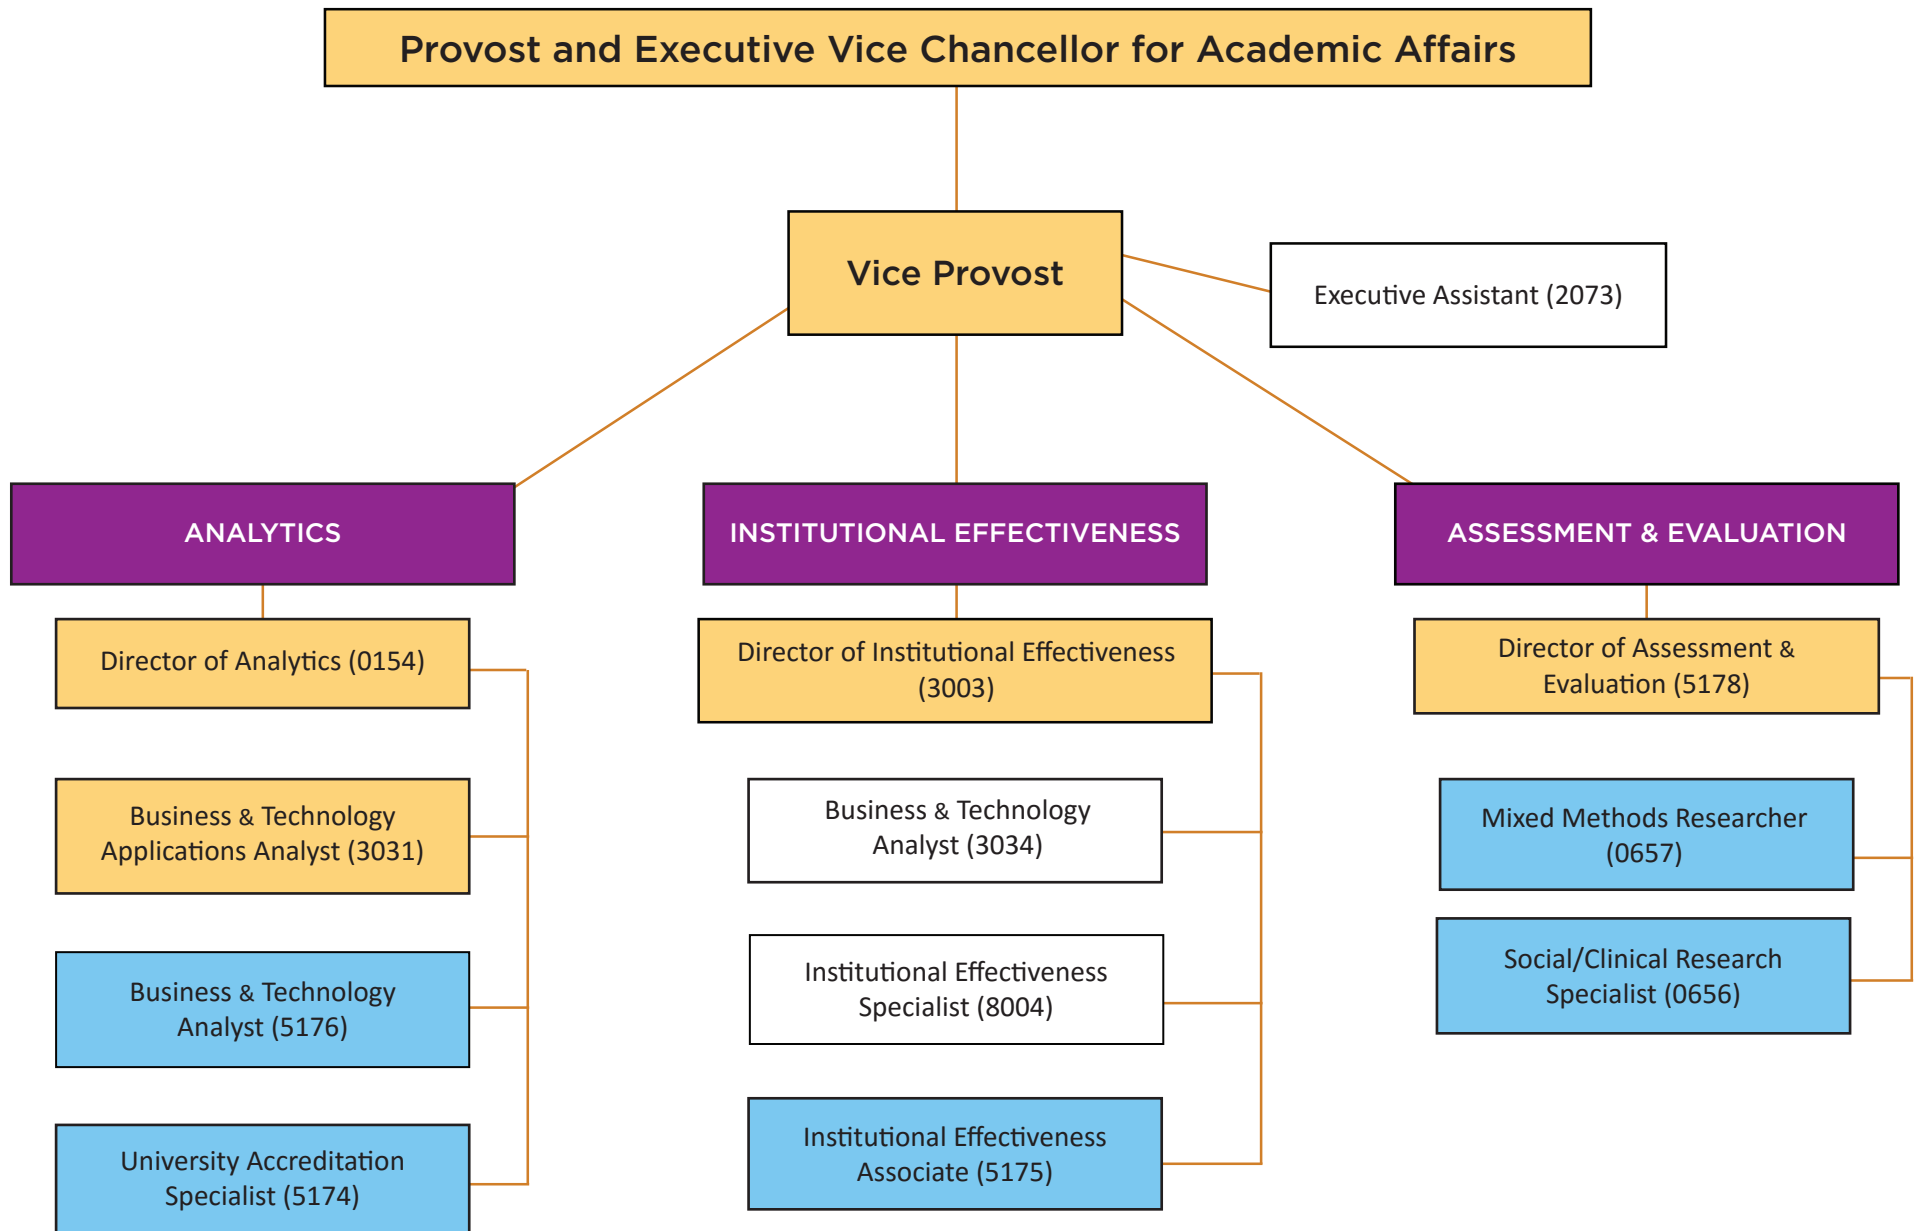 Provost and Executive Vice Chancellor for Academic Affairs
Vice Provost
Executive Assistant (2073)
ANALYTICS
Director of Analytics (0154)
Business & Technology
Applications Analyst (3031)
Business & Technology
Analyst (5176)
University Accreditation
Specialist (5174)
INSTITUTIONAL EFFECTIVENESS
Director of Institutional Effectiveness
(3003)
Business & Technology
Analyst (3034)
Institutional Effectiveness
Specialist (8004)
Institutional Effectiveness
Associate (5175)
ASSESSMENT & EVALUATION
Director of Assessment &
Evaluation (5178)
Mixed Methods Researcher
(0657)
Social/Clinical Research
Specialist (0656)